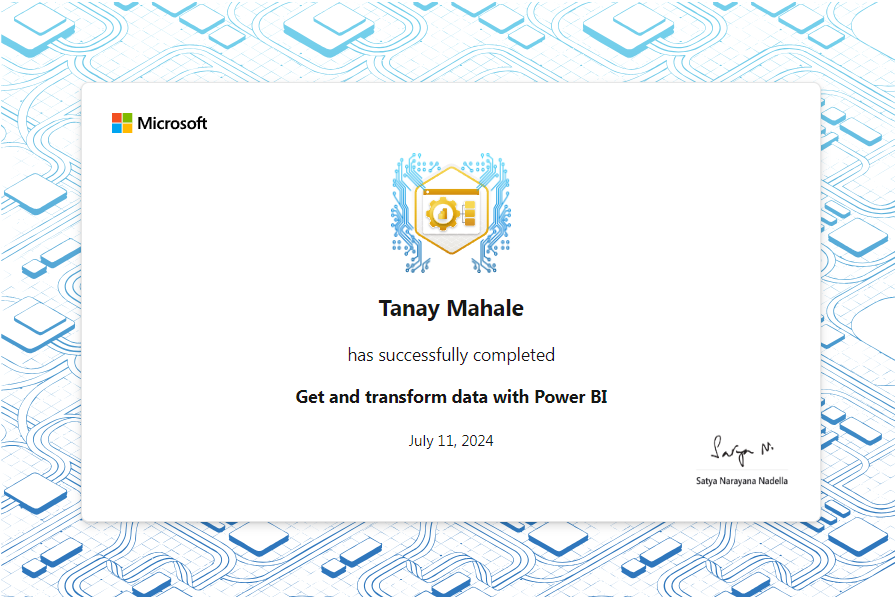 Microsoft
Tanay Mahale
has successfully completed
Get and transform data with Power BI
July 11, 2024
Satya N.
Satya Narayana Nadella